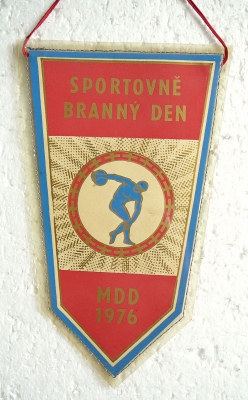 SPORTOVNĚ
BRANNÝ DEN
MDD
1976